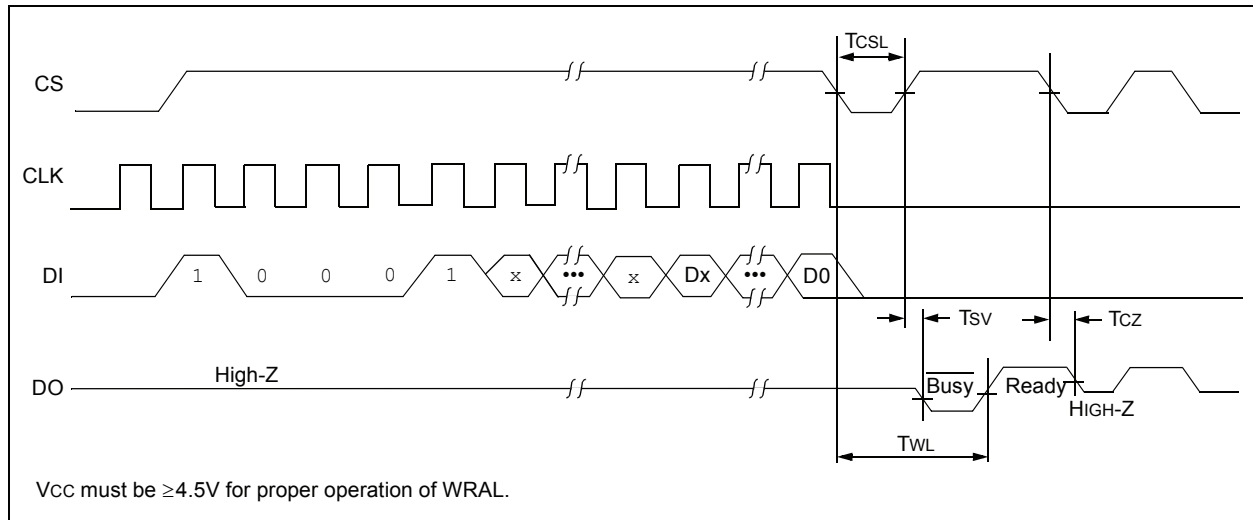 TCSL
CS
CLK
DI 1 0 0 0 1 x ••• x Dx ••• D0
TSV TCZ
DO High-Z Busy Ready HIGH-Z
TWL
VCC must be ≥4.5V for proper operation of WRAL.